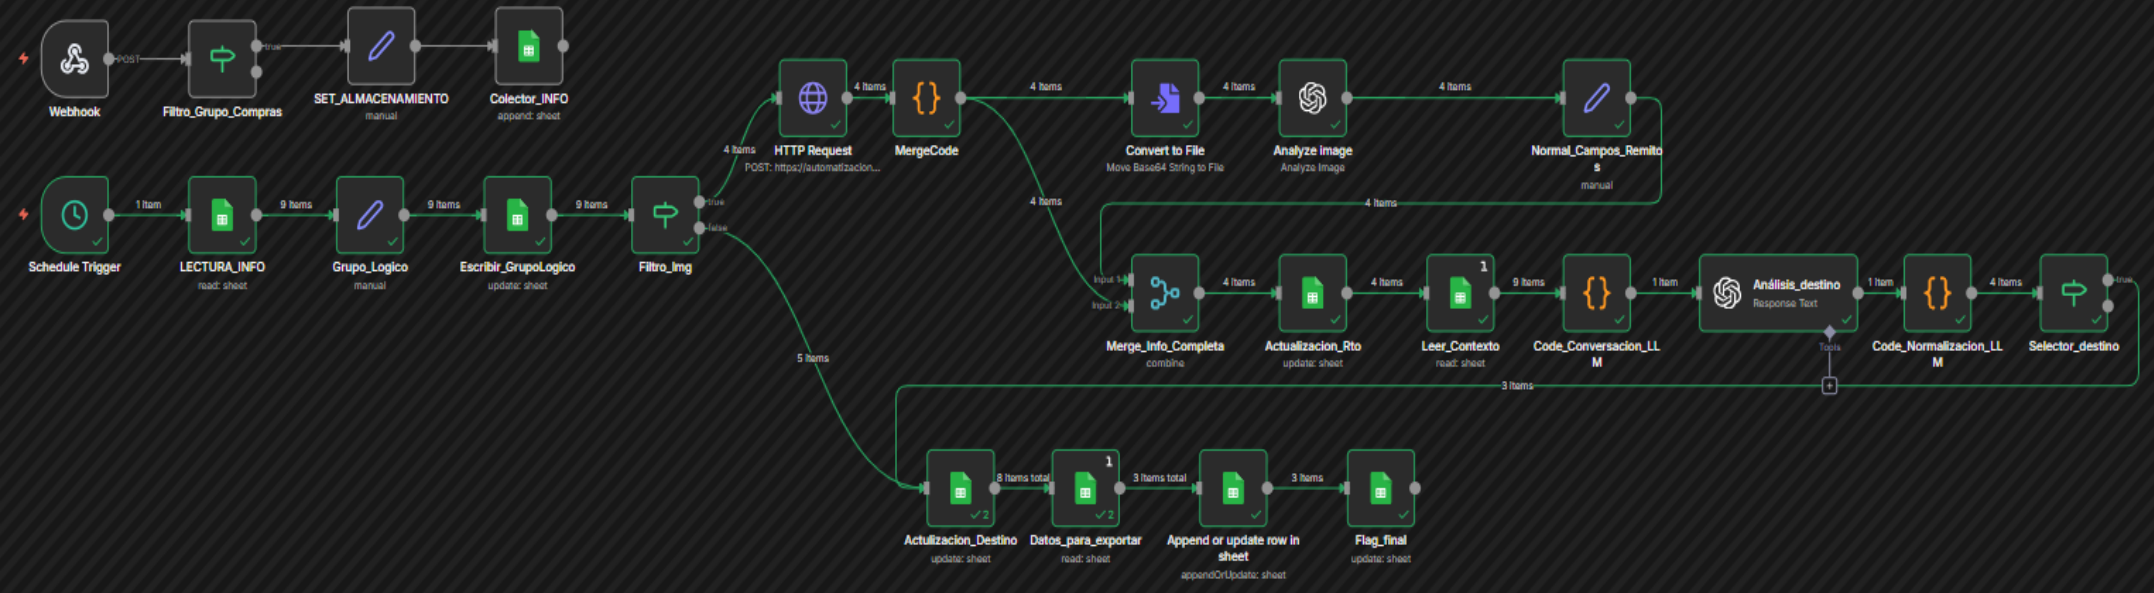 POST
true
Webhook
Filtro_Grupo_Compras
SET_ALMACENAMIENTO
manual
Colector_INFO
append: sheet
4 Items
4 Items
4 Items
4 Items
4 Items
HTTP Request
POST: https://automatizacion...
MergeCode
Convert to File
Move Base64 String to File
Analyze image
Analyze Image
Normal_Campos_Remito
s
manual
1 Item
9 Items
9 Items
9 Items
true
false
Schedule Trigger
LECTURA_INFO
read: sheet
Grupo_Logico
manual
Escribir_GrupoLogico
update: sheet
Filtro_Img
4 Items
4 Items
Input 1
Input 2
4 Items
4 Items
1
9 Items
1 Item
Análisis_destino
Response Text
1 Item
4 Items
true
Merge_Info_Completa
combine
Actualizacion_Rto
update: sheet
Leer_Contexto
read: sheet
Code_Conversacion_LL
M
Tools
+
Code_Normalizacion_LL
M
Selector_destino
5 Items
3 Items
8 Items total
1
3 Items total
3 Items
2
2
Actulizacion_Destino
update: sheet
Datos_para_exportar
read: sheet
Append or update row in
sheet
appendOrUpdate: sheet
Flag_final
update: sheet